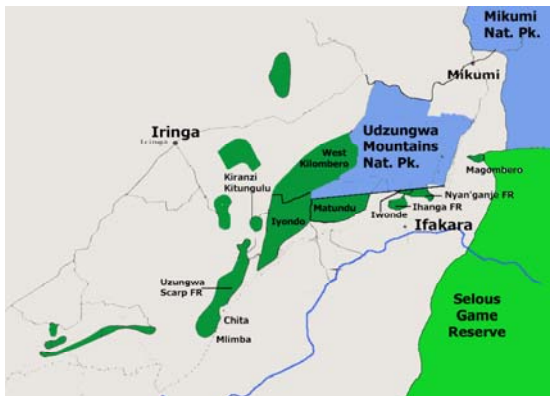 Mikumi
Nat. Pk.
Mikumi
Iringa
Iringa
West
Kilombero
Udzungwa
Mountains
Nat. Pk.
Kiranzi
Kitungulu
Magombero
Nyan'ganje FR
Matundu
Iwonde
Ihanga FR
Iyondo
Ifakara
Uzungwa
Scarp FR
Chita
Mlimba
Selous
Game
Reserve